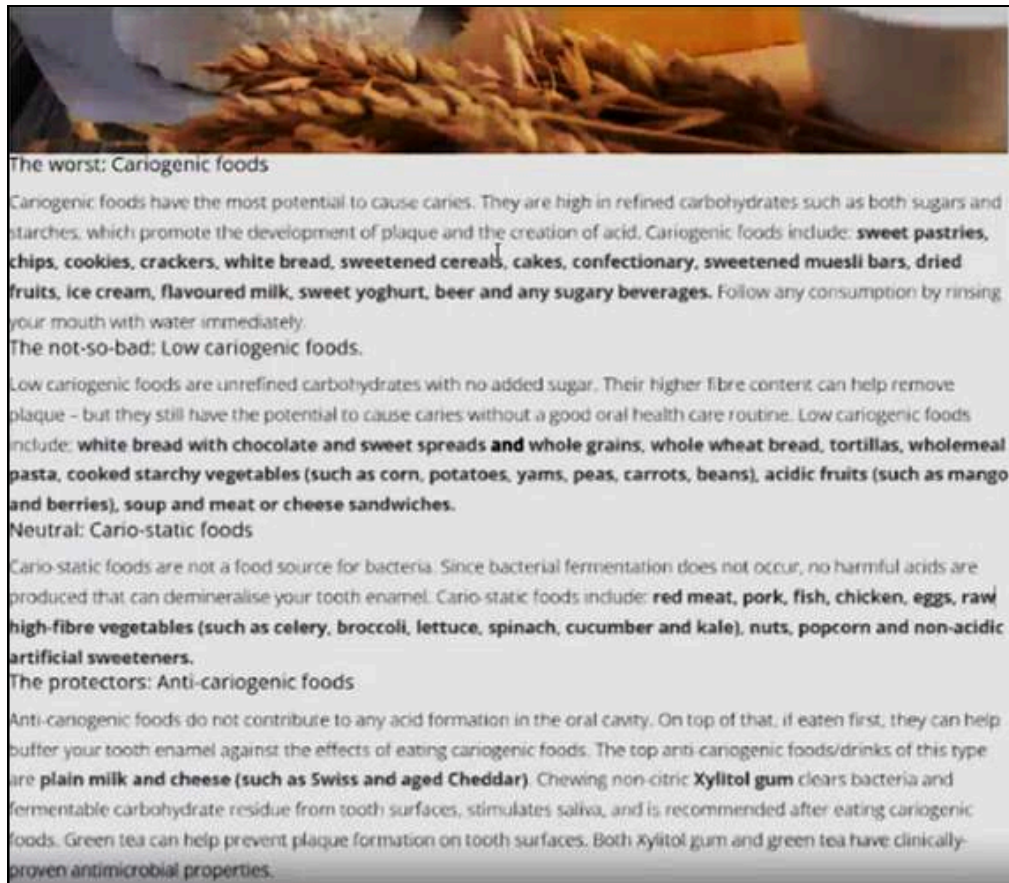 The worst: Cariogenic foods
Cariogenic foods have the most potential to cause caries. They are high in refined carbohydrates such as both sugars and
starches, which promote the development of plaque and the creation of acid. Cariogenic foods include: sweet pastries,
chips, cookies, crackers, white bread, sweetened cereals, cakes, confectionary, sweetened muesli bars, dried
fruits, ice cream, flavoured milk, sweet yoghurt, beer and any sugary beverages. Follow any consumption by rinsing
your mouth with water immediately.
The not-so-bad: Low cariogenic foods.
Low cariogenic foods are unrefined carbohydrates with no added sugar. Their higher fibre content can help remove
plaque – but they still have the potential to cause caries without a good oral health care routine. Low cariogenic foods
include: white bread with chocolate and sweet spreads and whole grains, whole wheat bread, tortillas, wholemeal
pasta, cooked starchy vegetables (such as corn, potatoes, yams, peas, carrots, beans), acidic fruits (such as mango
and berries), soup and meat or cheese sandwiches.
Neutral: Cario-static foods
Cario-static foods are not a food source for bacteria. Since bacterial fermentation does not occur, no harmful acids are
produced that can demineralise your tooth enamel. Cario-static foods include: red meat, pork, fish, chicken, eggs, raw
high-fibre vegetables (such as celery, broccoli, lettuce, spinach, cucumber and kale), nuts, popcorn and non-acidic
artificial sweeteners.
The protectors: Anti-cariogenic foods
Anti-cariogenic foods do not contribute to any acid formation in the oral cavity. On top of that, if eaten first, they can help
buffer your tooth enamel against the effects of eating cariogenic foods. The top anti-cariogenic foods/drinks of this type
are plain milk and cheese (such as Swiss and aged Cheddar). Chewing non-citric Xylitol gum clears bacteria and
fermentable carbohydrate residue from tooth surfaces, stimulates saliva, and is recommended after eating cariogenic
foods. Green tea can help prevent plaque formation on tooth surfaces. Both Xylitol gum and green tea have clinically-
proven antimicrobial properties.